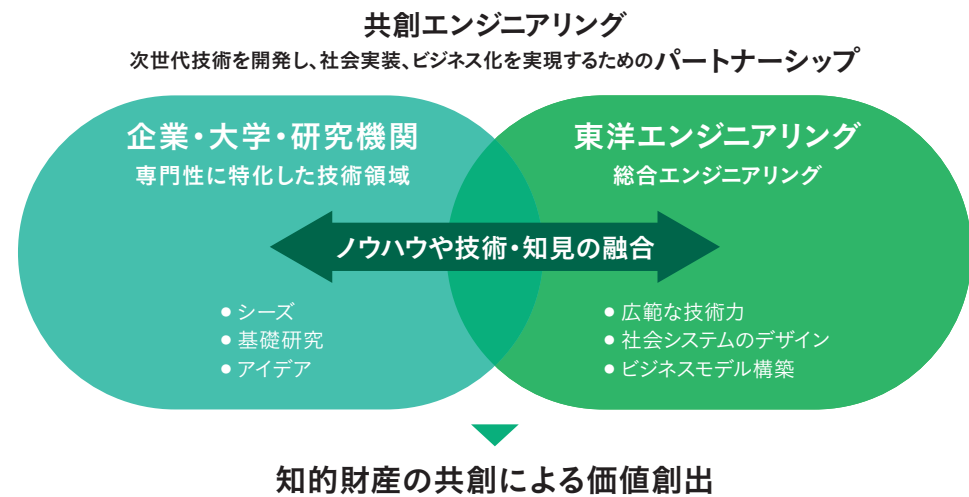 共創エンジニアリング
次世代技術を開発し、社会実装、ビジネス化を実現するためのパートナーシップ
企業・大学・研究機関
専門性に特化した技術領域
東洋エンジニアリング
総合エンジニアリング
ノウハウや技術・知見の融合
● シーズ
● 基礎研究
● アイデア
● 広範な技術力
● 社会システムのデザイン
● ビジネスモデル構築
知的財産の共創による価値創出